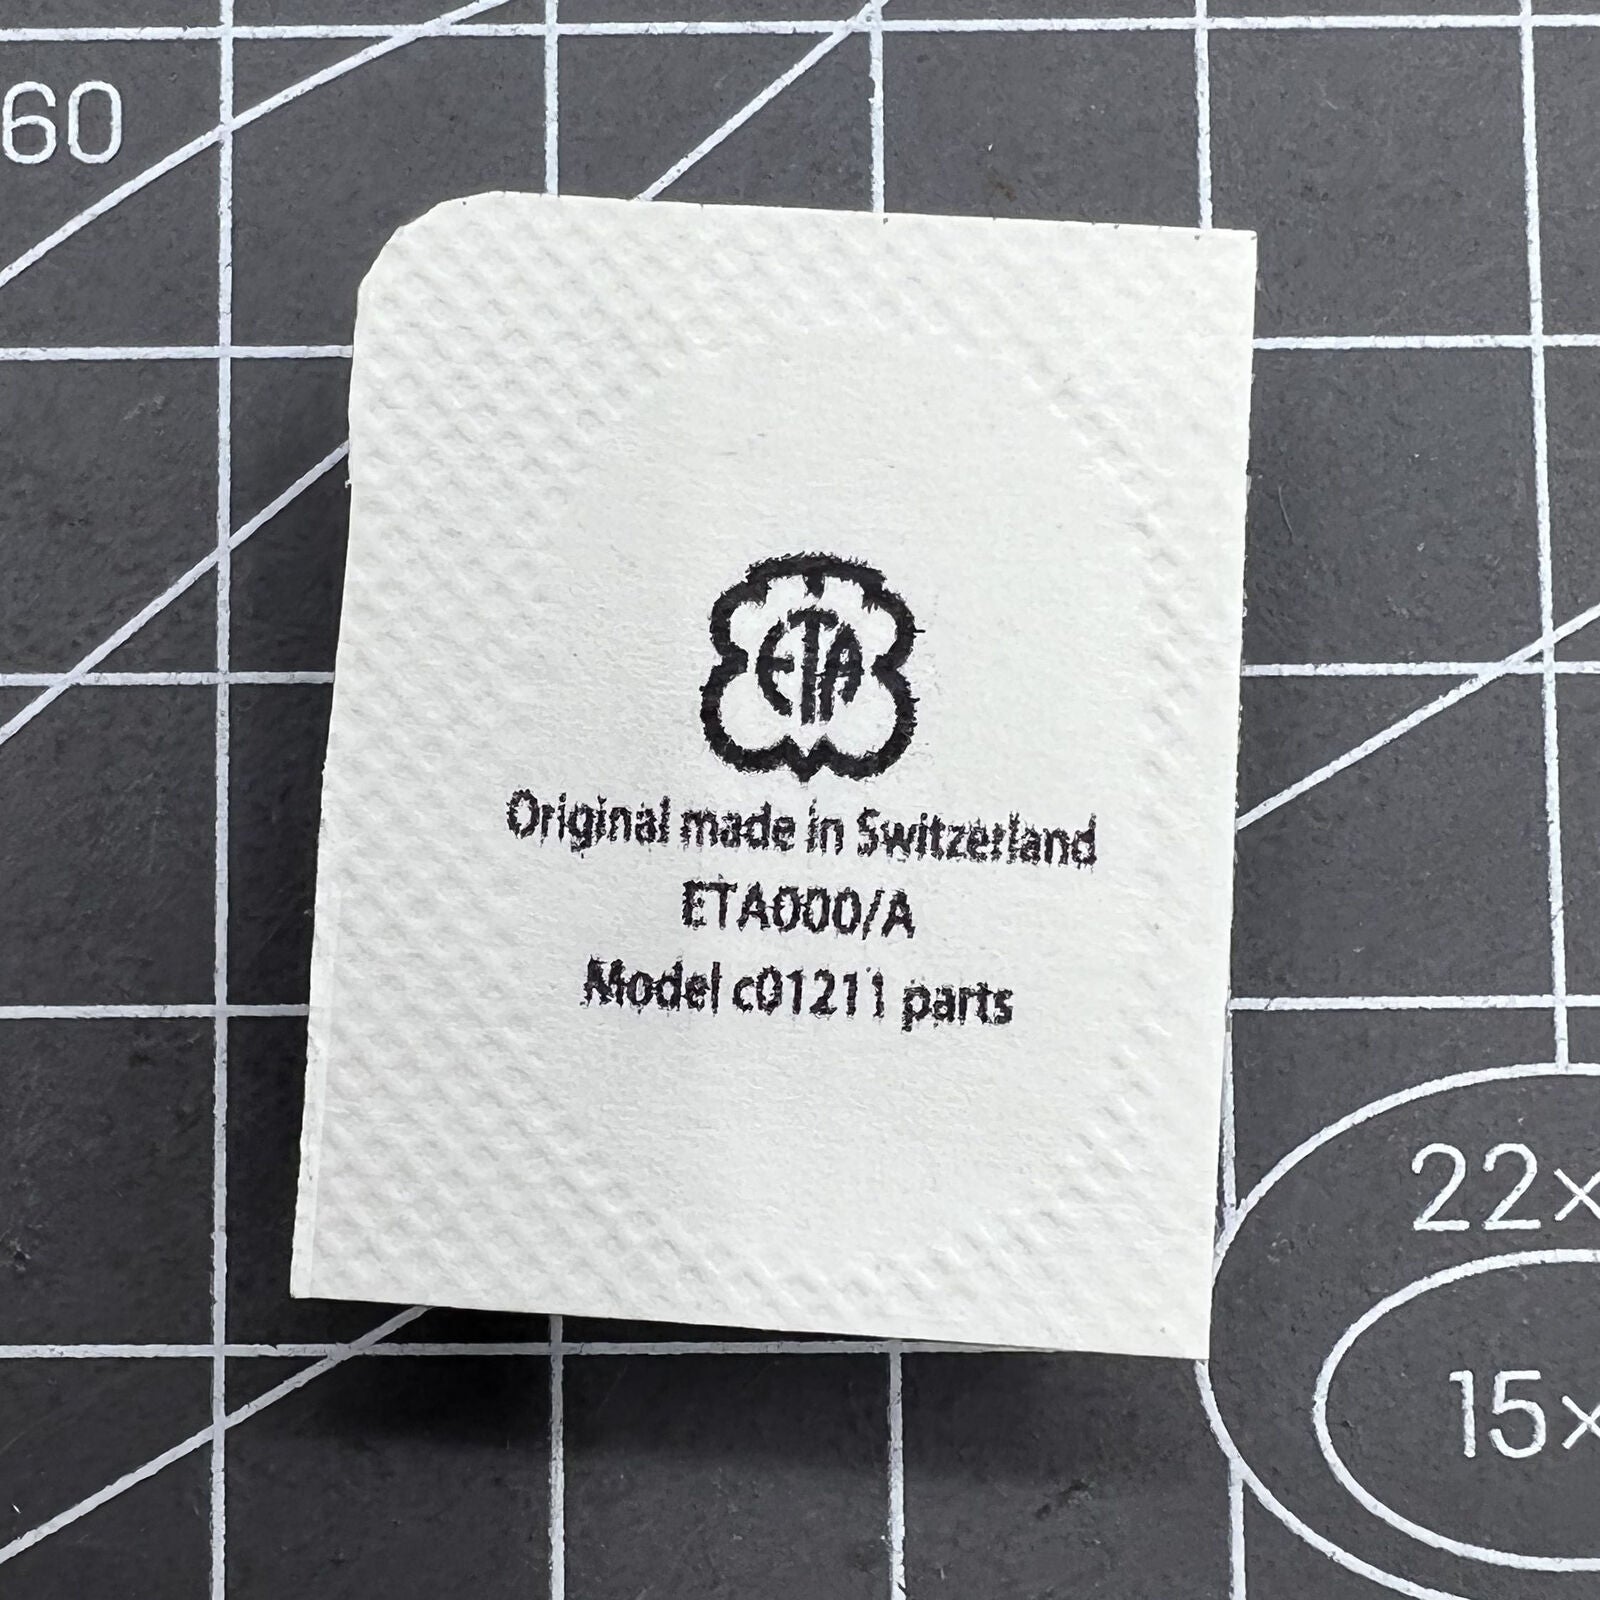 60
ETA
Original made in Switzerland
ETA000/A
Model c01211 parts
22×
15×